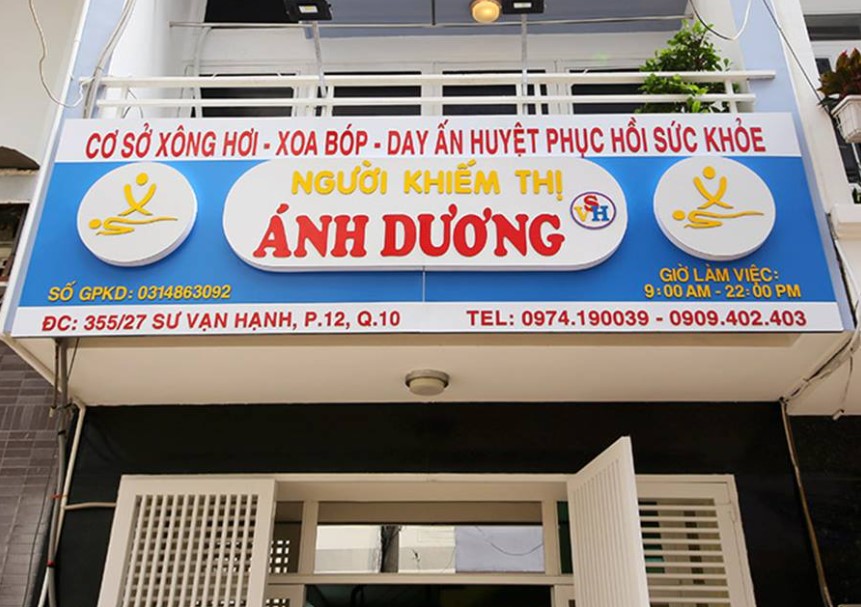 CƠ SỞ XÔNG HƠI - XOA BÓP - DAY ẤN HUYỆT PHỤC HỒI SỨC KHỎE
NGƯỜI KHIẾM THỊ
ÁNH DƯƠNG
VSH
SỐ GPKD: 0314863092
GIỜ LÀM VIỆC:
9:00 AM - 22:00 PM
ĐC: 355/27 SƯ VẠN HẠNH, P.12, Q.10
TEL: 0974.190039 - 0909.402.403